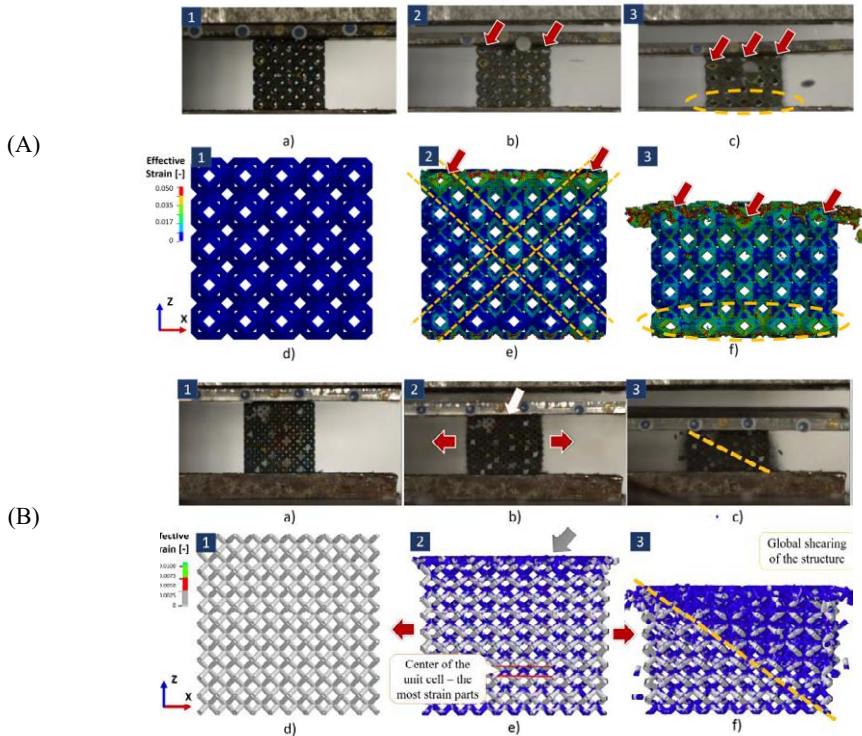 (A)
1
2
3
a)
b)
c)
Effective
Strain [-]
0.050
0.035
0.017
0
1
2
3
Z
X
d)
e)
f)
(B)
1
2
3
a)
b)
c)
ffective
rain [-]
0.0100
0.0075
0.0050
0.0025
0
1
2
3
Global shearing
of the structure
Center of the
unit cell – the
most strain parts
Z
X
d)
e)
f)